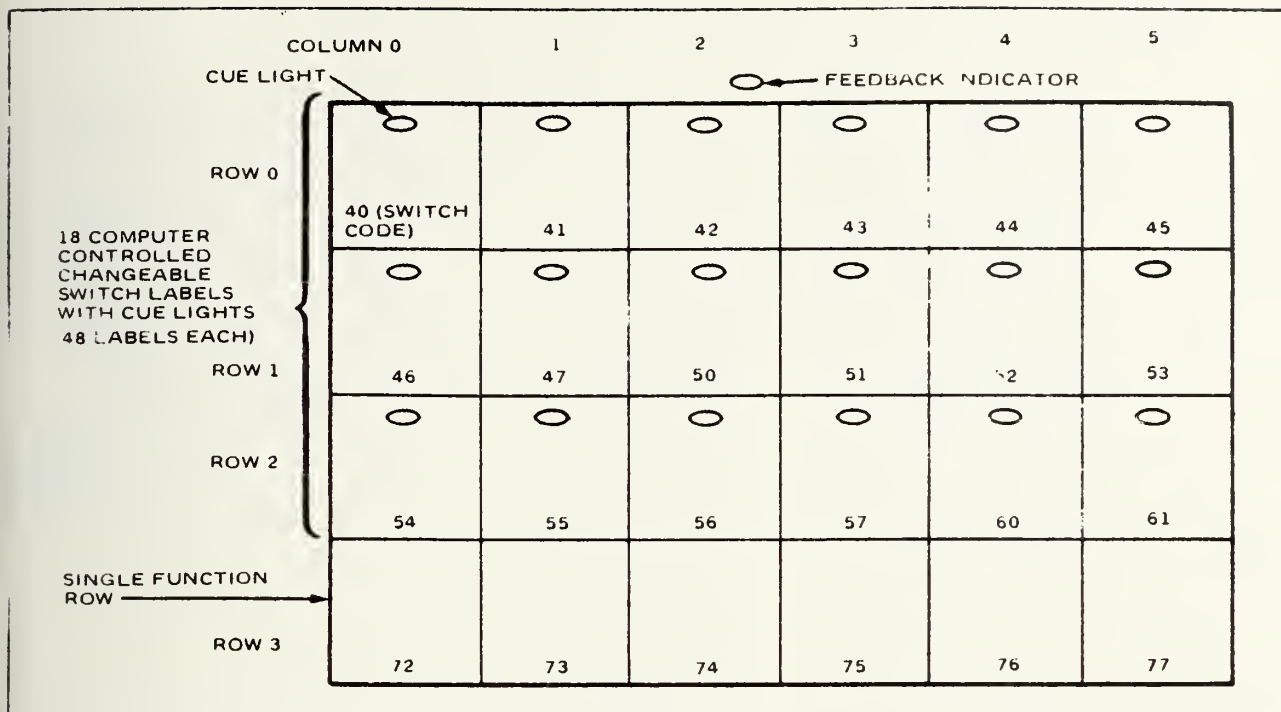 COLUMN 0 1 2 3 4 5
CUE LIGHT
FEEDBACK NDICATOR
ROW 0
40 (SWITCH
CODE) 41 42 43 44 45
18 COMPUTER
CONTROLLED
CHANGEABLE
SWITCH LABELS
WITH CUE LIGHTS
48 LABELS EACH)
ROW 1
46 47 50 51 2 53
ROW 2
54 55 56 57 60 61
SINGLE FUNCTION
ROW
ROW 3
72 73 74 75 76 77